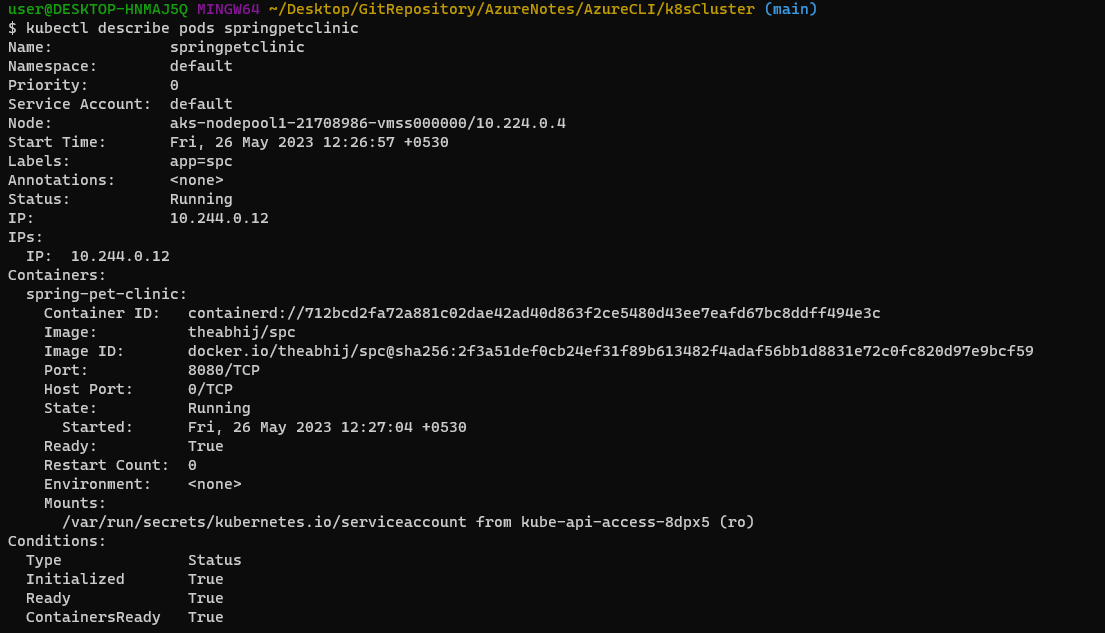 user@DESKTOP-HNMAJ5Q MINGW64 ~/Desktop/GitRepository/AzureNotes/AzureCLI/k8sCluster (main)
$ kubectl describe pods springpetclinic
Name:             springpetclinic
Namespace:        default
Priority:         0
Service Account:  default
Node:             aks-nodepool1-21708986-vmss000000/10.224.0.4
Start Time:       Fri, 26 May 2023 12:26:57 +0530
Labels:           app=spc
Annotations:      <none>
Status:           Running
IP:               10.244.0.12
IPs:
  IP:  10.244.0.12
Containers:
  spring-pet-clinic:
    Container ID:   containerd://712bcd2fa72a881c02dae42ad40d863f2ce5480d43ee7eafd67bc8ddff494e3c
    Image:          theabhij/spc
    Image ID:       docker.io/theabhij/spc@sha256:2f3a51def0cb24ef31f89b613482f4adaf56bb1d8831e72c0fc820d97e9bcf59
    Port:           8080/TCP
    Host Port:      0/TCP
    State:          Running
      Started:      Fri, 26 May 2023 12:27:04 +0530
    Ready:          True
    Restart Count:  0
    Environment:    <none>
    Mounts:
      /var/run/secrets/kubernetes.io/serviceaccount from kube-api-access-8dpx5 (ro)
Conditions:
  Type              Status
  Initialized       True
  Ready             True
  ContainersReady   True